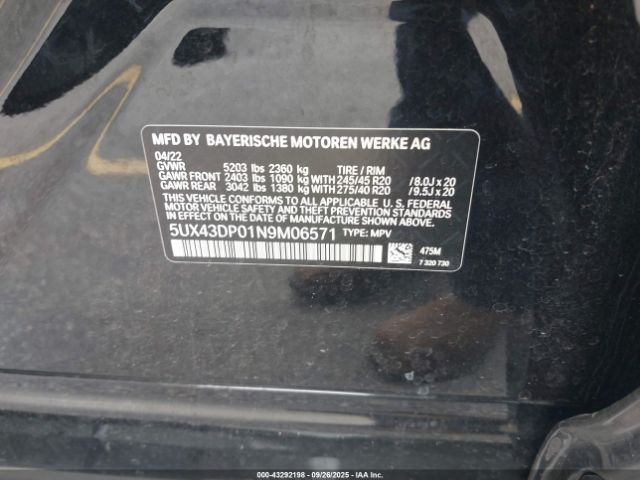 MFD BY BAYERISCHE MOTOREN WERKE AG
04/22
GVWR 5203 lbs 2360 kg TIRE / RIM
GAWR FRONT 2403 lbs 1090 kg WITH 245/45 R20 /8.0J x 20
GAWR REAR 3042 lbs 1380 kg WITH 275/40 R20 /9.5J x 20
THIS VEHICLE CONFORMS TO ALL APPLICABLE U. S. FEDERAL
MOTOR VEHICLE SAFETY, BUMPER, AND THEFT PREVENTION
STANDARDS IN EFFECT ON THE DATE OF MANUFACTURE SHOWN ABOVE.
5UX43DP01N9M06571 TYPE: MPV
475M
7 320 730
000-43292198 - 09/26/2025 - IAAI.COM